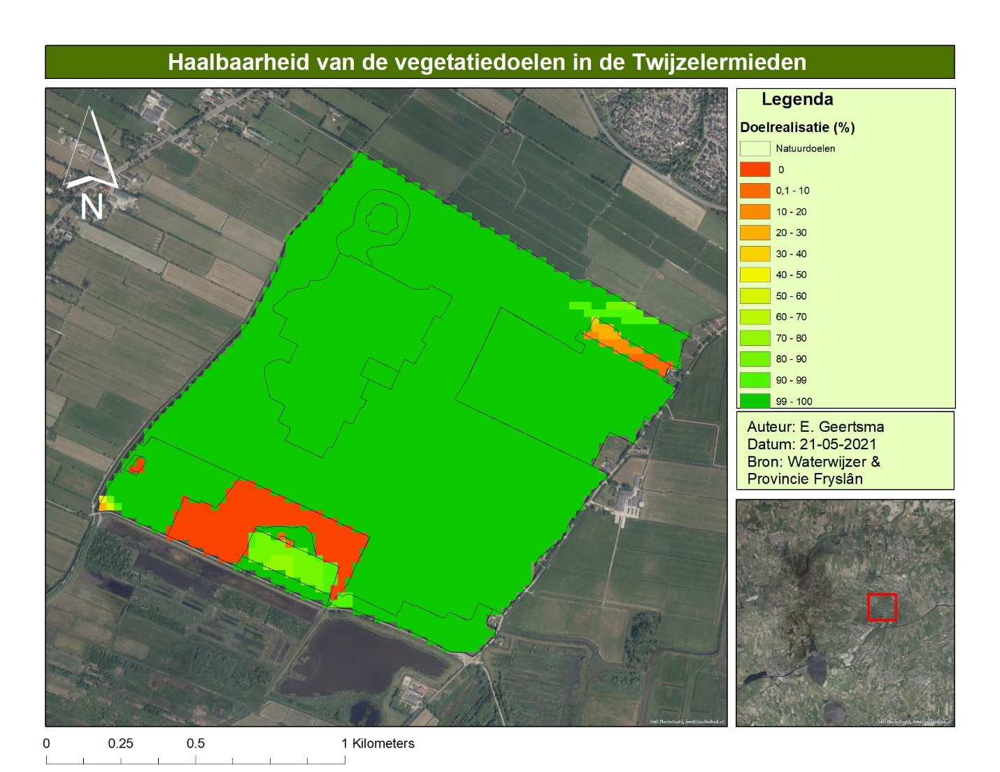 Haalbaarheid van de vegetatiedoelen in de Twijzelermieden
N
Legenda
Doelrealisatie (%)
Natuurdoelen
0
0,1 - 10
10 - 20
20 - 30
30 - 40
40 - 50
50 - 60
60 - 70
70 - 80
80 - 90
90 - 99
99 - 100
Auteur: E. Geertsma
Datum: 21-05-2021
Bron: Waterwijzer &
Provincie Fryslân
0 0.25 0.5 1 Kilometers